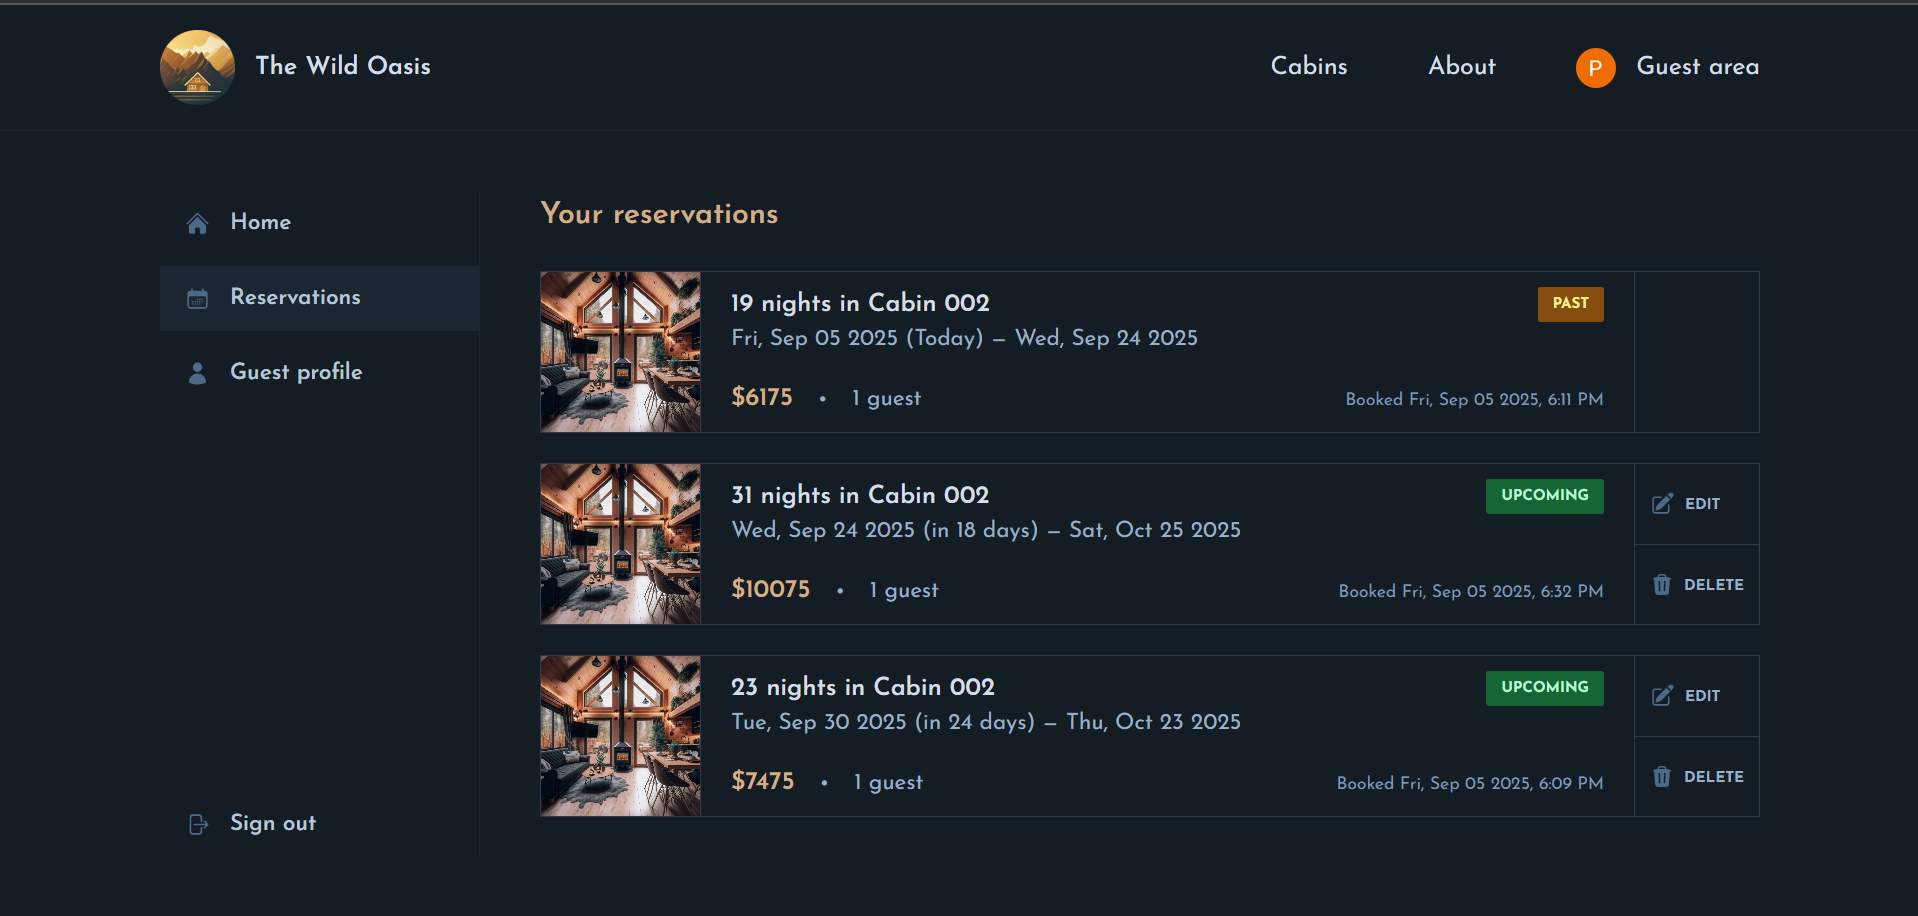 The Wild Oasis
Cabins
About
P
Guest area
Home
Reservations
Guest profile
Sign out
Your reservations
19 nights in Cabin 002
PAST
Fri, Sep 05 2025 (Today) — Wed, Sep 24 2025
$6175 • 1 guest
Booked Fri, Sep 05 2025, 6:11 PM
31 nights in Cabin 002
UPCOMING
Wed, Sep 24 2025 (in 18 days) — Sat, Oct 25 2025
$10075 • 1 guest
Booked Fri, Sep 05 2025, 6:32 PM
EDIT
DELETE
23 nights in Cabin 002
UPCOMING
Tue, Sep 30 2025 (in 24 days) — Thu, Oct 23 2025
$7475 • 1 guest
Booked Fri, Sep 05 2025, 6:09 PM
EDIT
DELETE